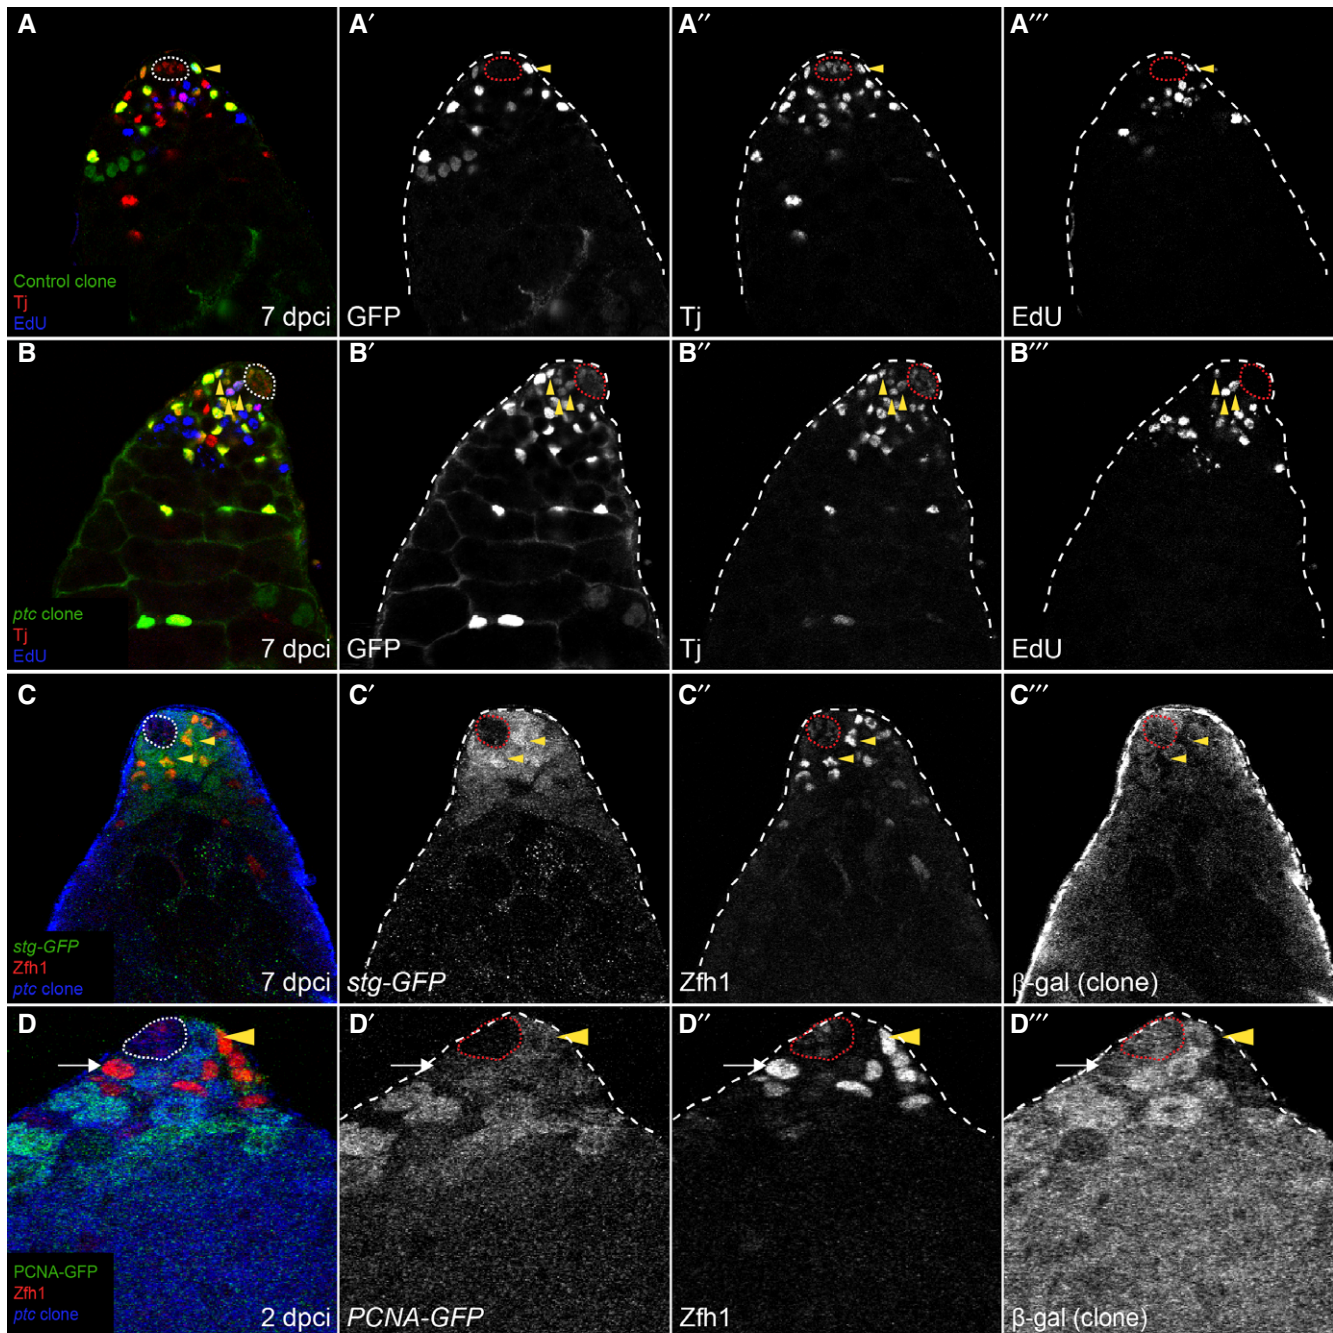 A
A′
A″
A‴
Control clone
Tj
EdU
7 dpci
GFP
Tj
EdU
B
B′
B″
B‴
ptc clone
Tj
EdU
7 dpci
GFP
Tj
EdU
C
C′
C″
C‴
stg-GFP
Zfh1
ptc clone
7 dpci
stg-GFP
Zfh1
β-gal (clone)
D
D′
D″
D‴
PCNA-GFP
Zfh1
ptc clone
2 dpci
PCNA-GFP
Zfh1
β-gal (clone)